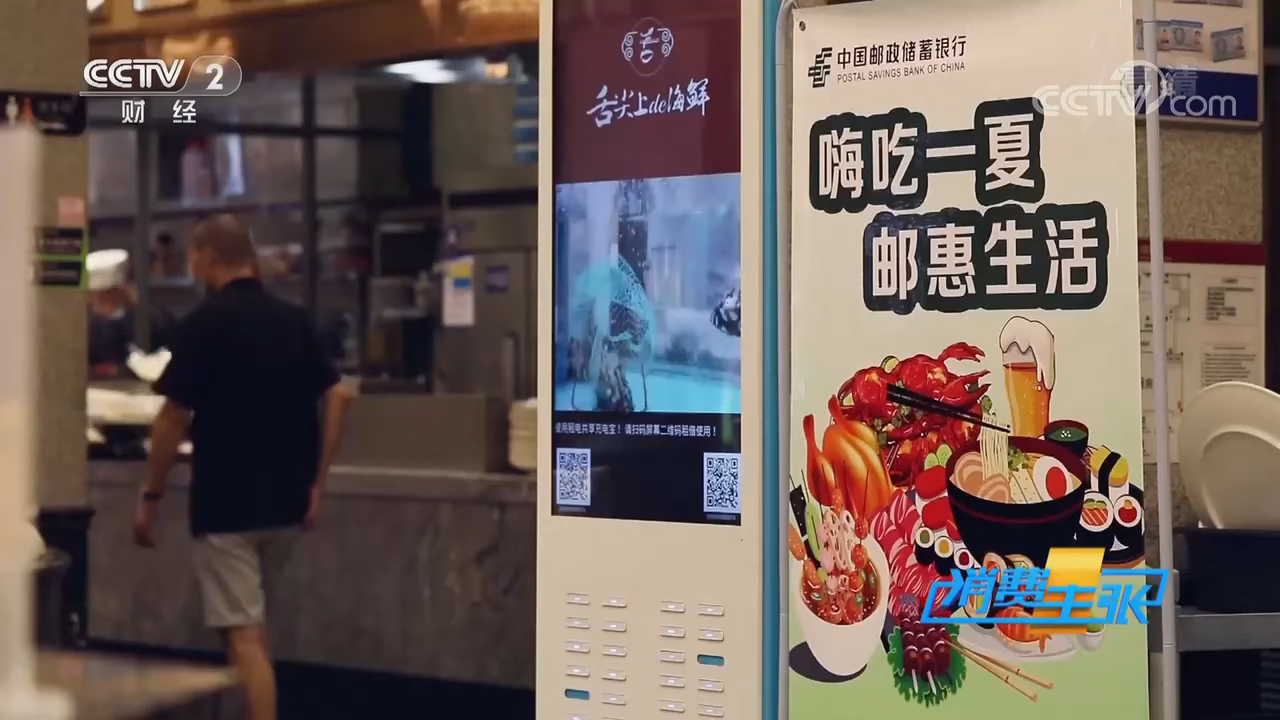 CCTV 2
财经
舌
舌尖上de海鲜
使用租电共享充电宝！请扫码屏幕二维码租借使用！
中国邮政储蓄银行
POSTAL SAVINGS BANK OF CHINA
嗨吃一夏
邮惠生活
高清
CCTV.com
消费主张